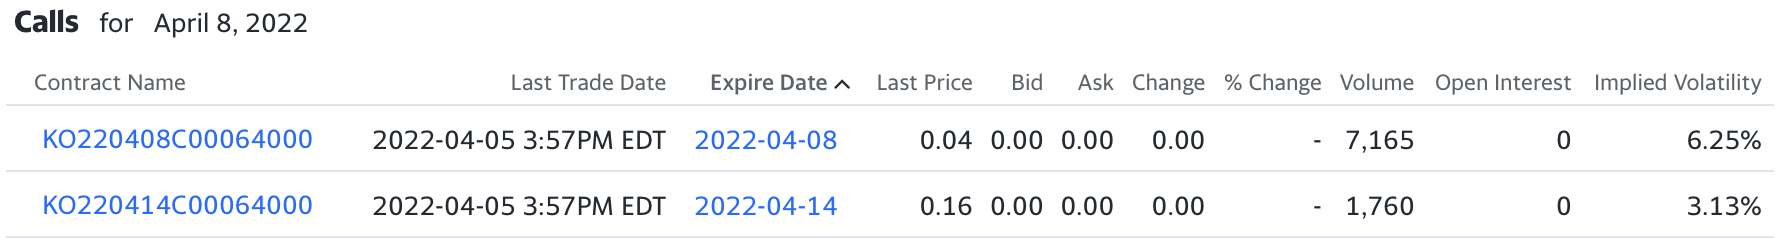 Calls for April 8, 2022
Contract Name Last Trade Date Expire Date Last Price Bid Ask Change % Change Volume Open Interest Implied Volatility
KO220408C00064000 2022-04-05 3:57PM EDT 2022-04-08 0.04 0.00 0.00 0.00 - 7,165 0 6.25%
KO220414C00064000 2022-04-05 3:57PM EDT 2022-04-14 0.16 0.00 0.00 0.00 - 1,760 0 3.13%